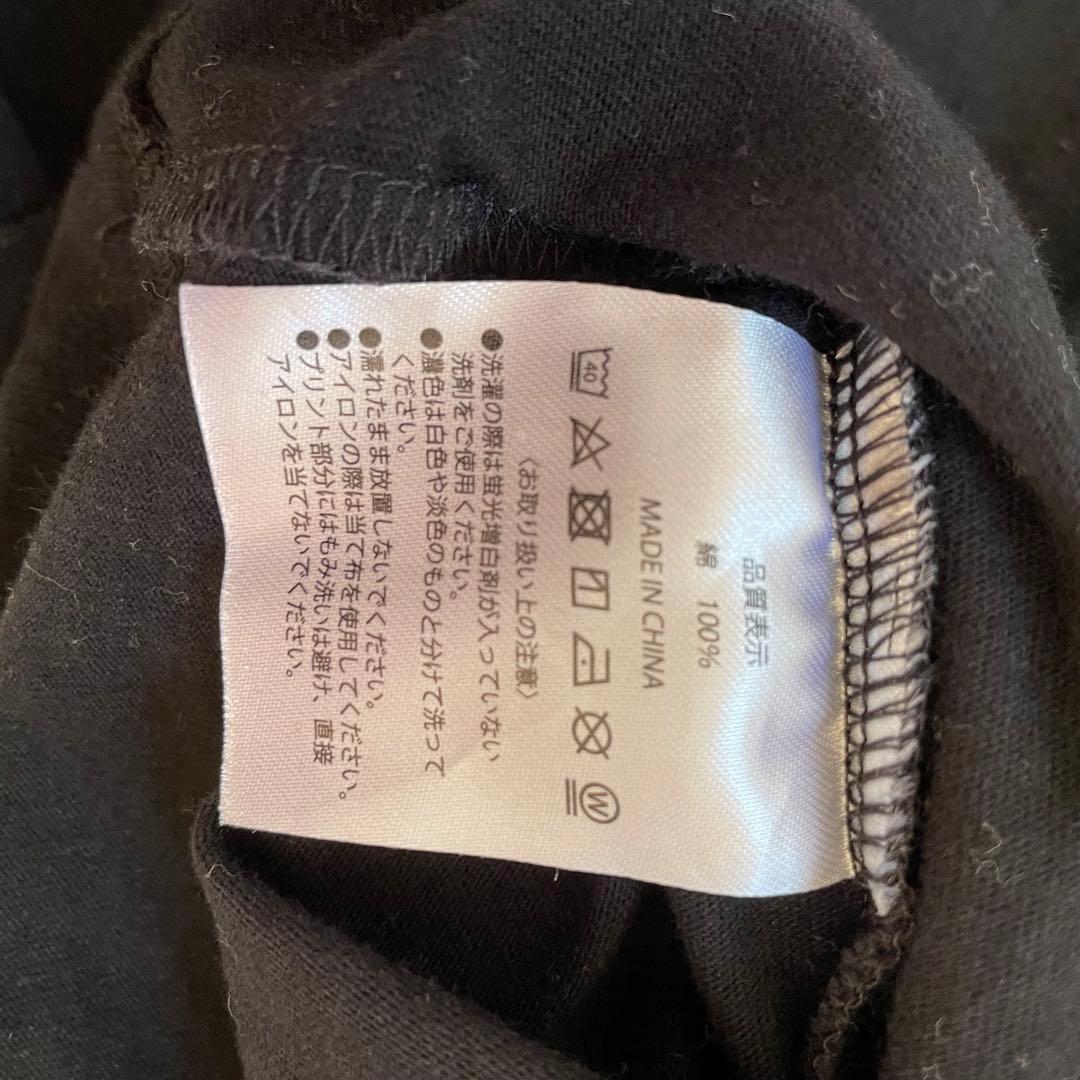 品質表示
綿 100%
MADE IN CHINA
40
W
〈お取り扱い上の注意〉
●洗濯の際は蛍光増白剤が入っていない
洗剤をご使用ください。
●濃色は白色や淡色のものと分けて洗って
ください。
●濡れたまま放置しないでください。
●アイロンの際は当て布を使用してください。
●プリント部分にはもみ洗いは避け、直接
アイロンを当てないでください。